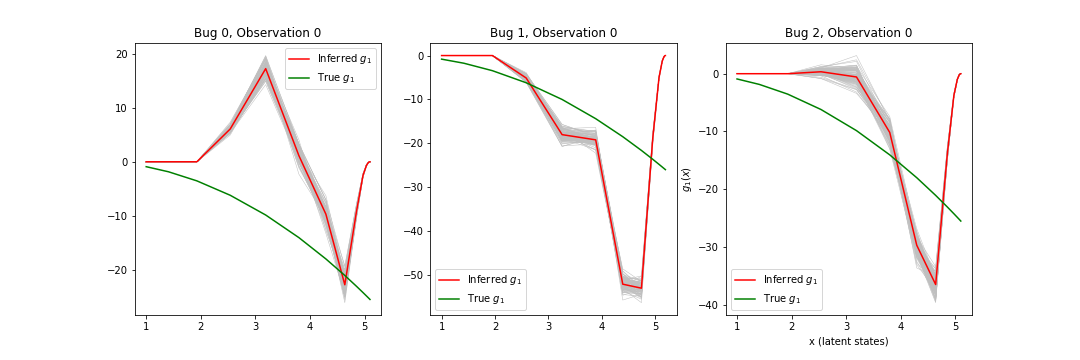 Bug 0, Observation 0
20
10
0
−10
−20
1 2 3 4 5
Inferred g₁
True g₁
Bug 1, Observation 0
0
−10
−20
−30
−40
−50
1 2 3 4 5
Inferred g₁
True g₁
Bug 2, Observation 0
g₁(x)
0
−10
−20
−30
−40
1 2 3 4 5
x (latent states)
Inferred g₁
True g₁